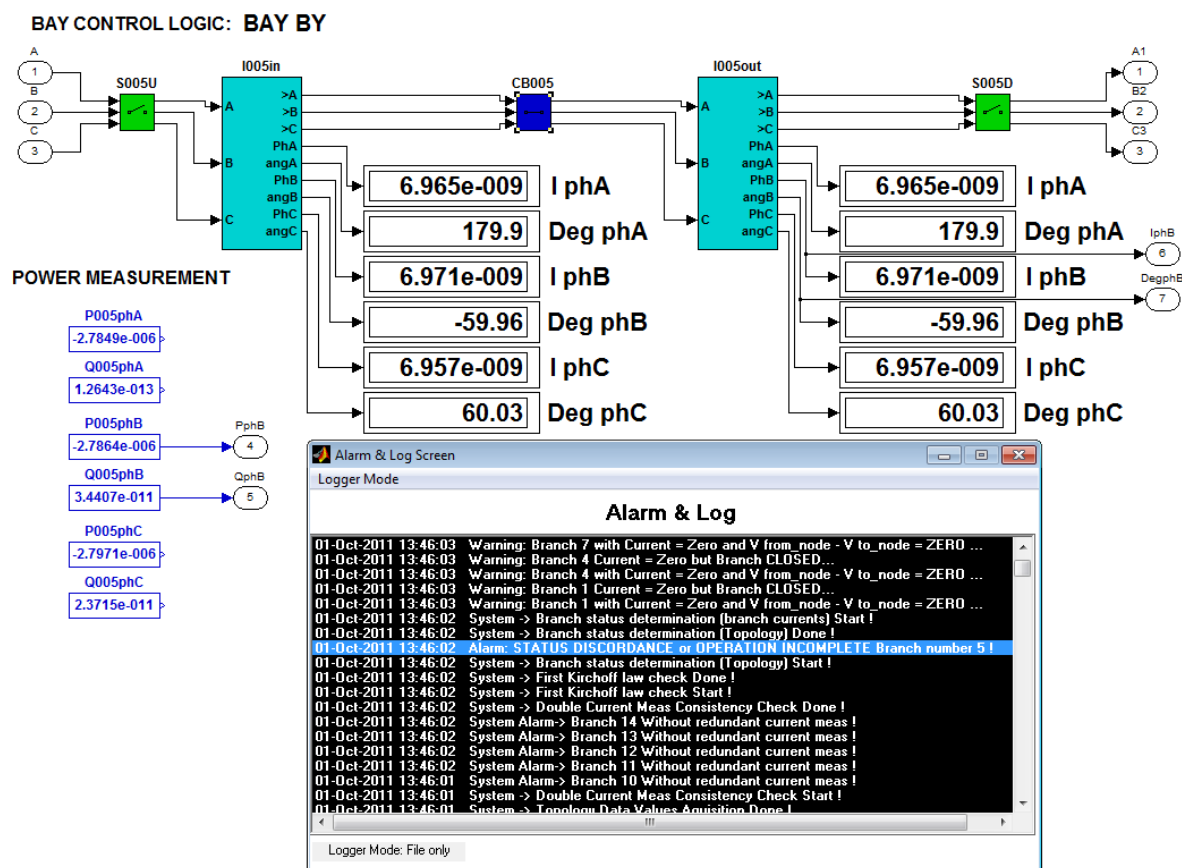 BAY CONTROL LOGIC: BAY BY
A
1
B
2
C
3
S005U
I005in
A
B
C
>A
>B
>C
PhA
angA
PhB
angB
PhC
angC
CB005
I005out
A
B
C
>A
>B
>C
PhA
angA
PhB
angB
PhC
angC
S005D
A1
1
B2
2
C3
3
6.965e-009 I phA
179.9 Deg phA
6.971e-009 I phB
-59.96 Deg phB
6.957e-009 I phC
60.03 Deg phC
6.965e-009 I phA
179.9 Deg phA
6.971e-009 I phB
-59.96 Deg phB
6.957e-009 I phC
60.03 Deg phC
IphB
6
DegphB
7
POWER MEASUREMENT
P005phA
-2.7849e-006
Q005phA
1.2643e-013
P005phB
-2.7864e-006
PphB
4
Q005phB
3.4407e-011
QphB
5
P005phC
-2.7971e-006
Q005phC
2.3715e-011
Alarm & Log Screen
Logger Mode
Alarm & Log
01-Oct-2011 13:46:03 Warning: Branch 7 with Current = Zero and V from_node - V to_node = ZERO ...
01-Oct-2011 13:46:03 Warning: Branch 4 Current = Zero but Branch CLOSED...
01-Oct-2011 13:46:03 Warning: Branch 4 with Current = Zero and V from_node - V to_node = ZERO ...
01-Oct-2011 13:46:03 Warning: Branch 1 Current = Zero but Branch CLOSED...
01-Oct-2011 13:46:03 Warning: Branch 1 with Current = Zero and V from_node - V to_node = ZERO ...
01-Oct-2011 13:46:02 System -> Branch status determination (branch currents) Start !
01-Oct-2011 13:46:02 System -> Branch status determination (Topology) Done !
01-Oct-2011 13:46:02 Alarm: STATUS DISCORDANCE or OPERATION INCOMPLETE Branch number 5 !
01-Oct-2011 13:46:02 System -> Branch status determination (Topology) Start !
01-Oct-2011 13:46:02 System -> First Kirchoff law check Done !
01-Oct-2011 13:46:02 System -> First Kirchoff law check Start !
01-Oct-2011 13:46:02 System -> Double Current Meas Consistency Check Done !
01-Oct-2011 13:46:02 System Alarm-> Branch 14 Without redundant current meas !
01-Oct-2011 13:46:02 System Alarm-> Branch 13 Without redundant current meas !
01-Oct-2011 13:46:02 System Alarm-> Branch 12 Without redundant current meas !
01-Oct-2011 13:46:02 System Alarm-> Branch 11 Without redundant current meas !
01-Oct-2011 13:46:01 System Alarm-> Branch 10 Without redundant current meas !
01-Oct-2011 13:46:01 System -> Double Current Meas Consistency Check Start !
01-Oct-2011 13:46:01 System -> Topology Data Values Aquisition Done !
Logger Mode: File only